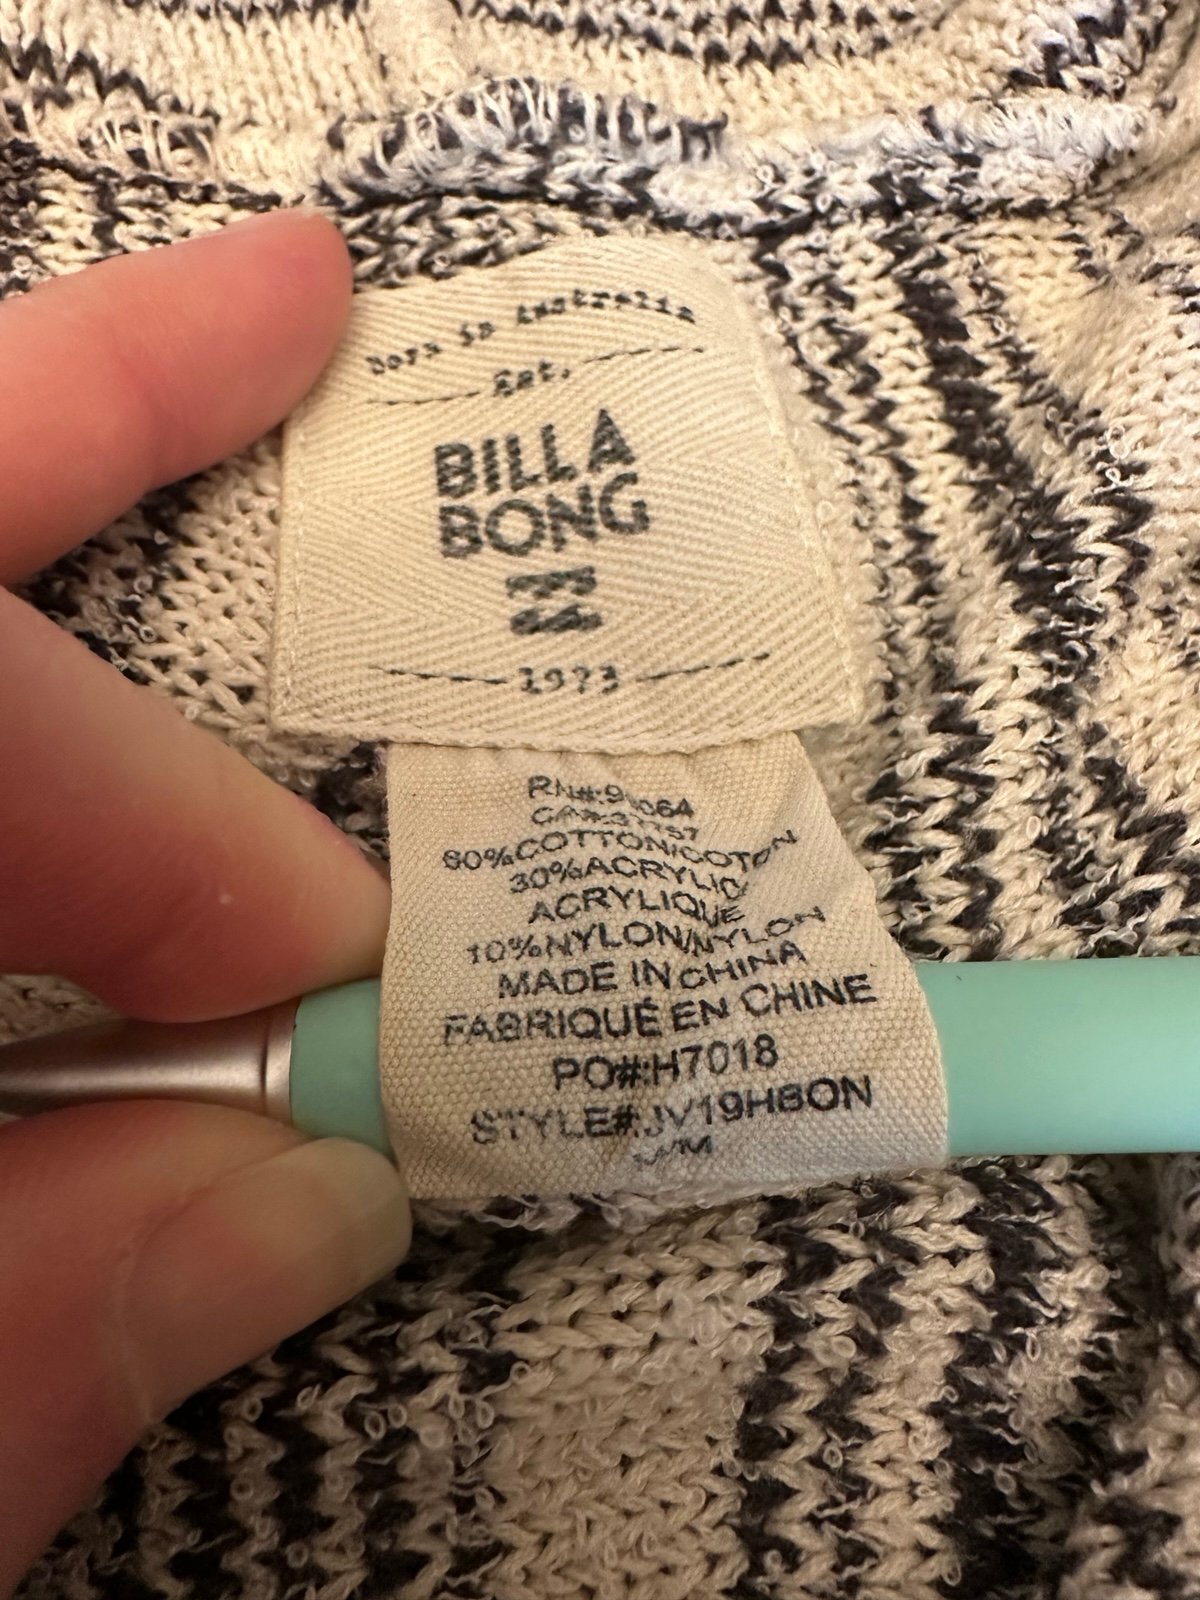 Born in Australia
Est.
BILLA
BONG
1973
60%COTTON/COTON
30%ACRYLIC/
ACRYLIQUE
10%NYLON/NYLON
MADE IN CHINA
FABRIQUÉ EN CHINE
PO#:H7018
STYLE#:JV19HBON
M/M